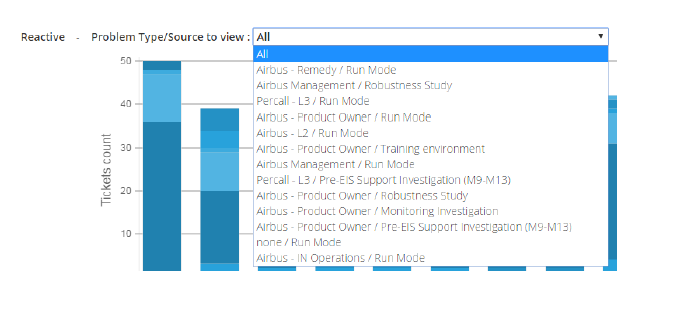 Reactive - Problem Type/Source to view : All
All
Airbus - Remedy / Run Mode
Airbus Management / Robustness Study
Percall - L3 / Run Mode
Airbus - Product Owner / Run Mode
Airbus - L2 / Run Mode
Airbus - Product Owner / Training environment
Airbus Management / Run Mode
Percall - L3 / Pre-EIS Support Investigation (M9-M13)
Airbus - Product Owner / Robustness Study
Airbus - Product Owner / Monitoring Investigation
Airbus - Product Owner / Pre-EIS Support Investigation (M9-M13)
none / Run Mode
Airbus - IN Operations / Run Mode
Tickets count
50
40
30
20
10